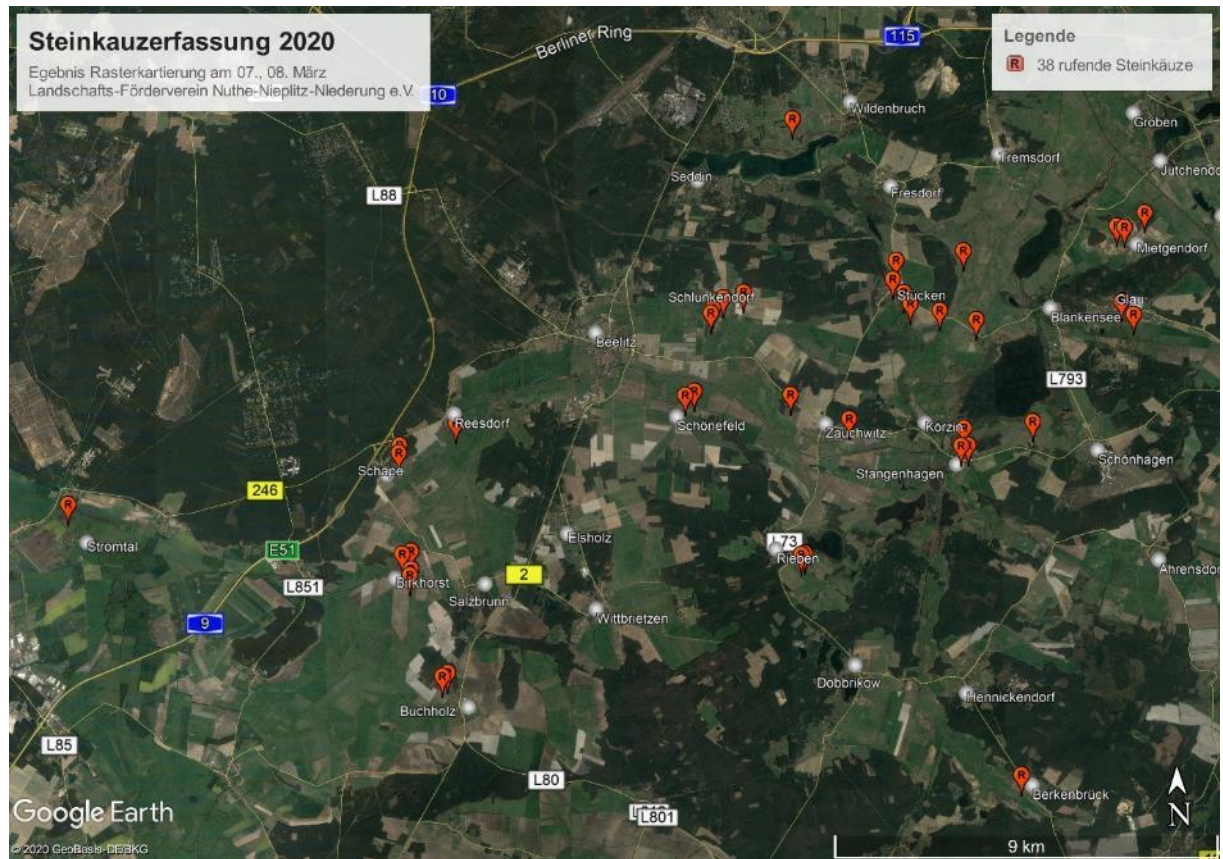 Steinkauzerfassung 2020
Egebnis Rasterkartierung am 07., 08. März
Landschafts-Förderverein Nuthe-Nieplitz-NIederung e.V.
Legende
R 38 rufende Steinkäuze
Berliner Ring
115
10
Wildenbruch
Gröben
R
Tremsdorf
Jütchendo
Seddin
Fresdorf
L88
R
R R
Mietgendorf
R
R
R
Stücken
Schlunkendorf
R
R
R
R
R
Glau
Blankensee
R
R
R
Beelitz
L793
R
R
R
Schönefeld
Reesdorf
R
Zauchwitz
Körzin
R
R
R
Schäpe
Stangenhagen
R
Schönhagen
246
R
Stromtal
E51
Elsholz
L73
Rieben
Ahrensdorf
R
R
Birkhorst
R
2
L851
Salzbrunn
Wittbrietzen
9
R
Buchholz
Dobbrikow
Hennickendorf
L85
L80
R
Berkenbrück
L801
N
Google Earth
© 2020 GeoBasis-DE/BKG
9 km